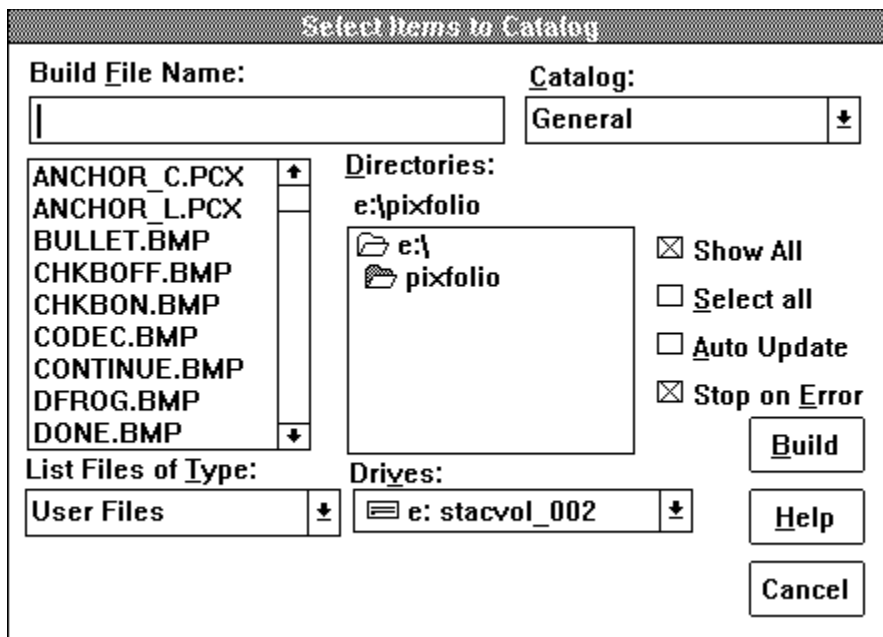 Select Items to Catalog
Build File Name:
Catalog:
General
ANCHOR_C.PCX
ANCHOR_L.PCX
BULLET.BMP
CHKBOFF.BMP
CHKBON.BMP
CODEC.BMP
CONTINUE.BMP
DFROG.BMP
DONE.BMP
Directories:
e:\pixfolio
e:\
pixfolio
Show All
Select all
Auto Update
Stop on Error
List Files of Type:
User Files
Drives:
e: stacvol_002
Build
Help
Cancel